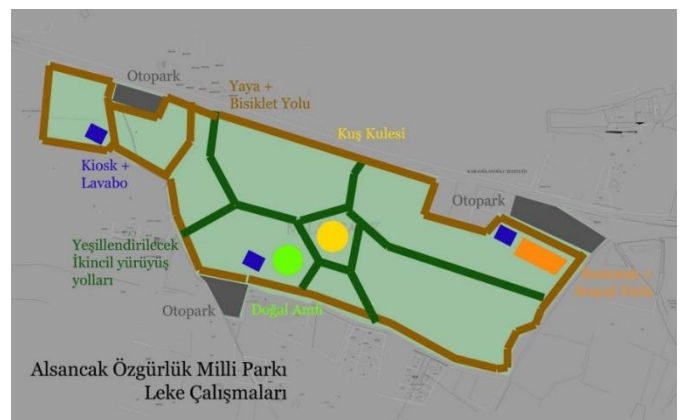 Otopark
Yaya +
Bisiklet Yolu
Kuş Kulesi
Kiosk +
Lavabo
Otopark
Yeşillendirilecek
İkincil yürüyüş
yolları
Otopark
Doğal Amfi
Alsancak Özgürlük Milli Parkı
Leke Çalışmaları